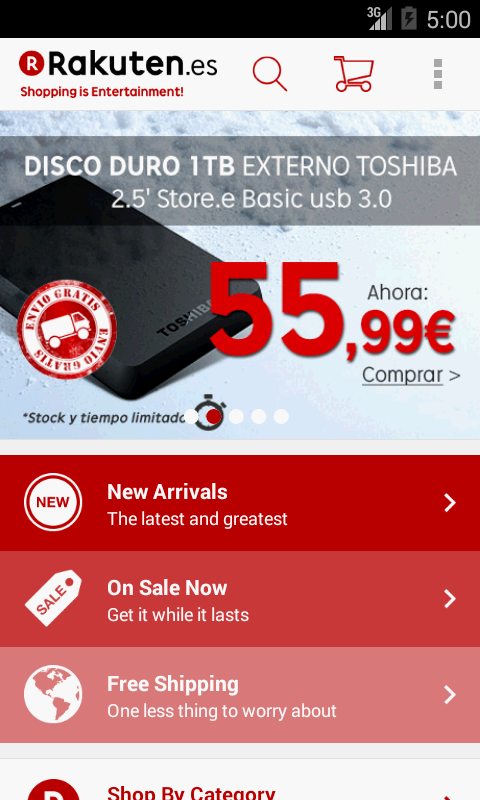 3G
5:00
R Rakuten.es
Shopping is Entertainment!
DISCO DURO 1TB EXTERNO TOSHIBA
2.5' Store.e Basic usb 3.0
ENVIO GRATIS
ENVIO GRATIS
TOSHIBA
Ahora:
55,99€
Comprar >
*Stock y tiempo limitado
NEW
New Arrivals
The latest and greatest
SALE
On Sale Now
Get it while it lasts
Free Shipping
One less thing to worry about
R
Shop By Category